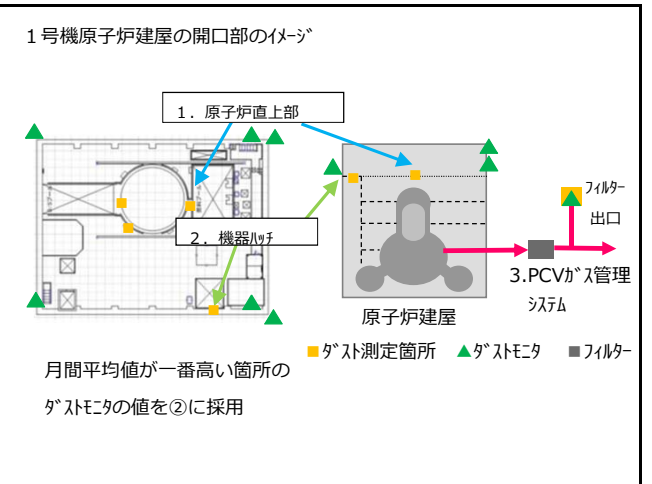 1号機原子炉建屋の開口部のｲﾒｰｼﾞ
1．原子炉直上部
2．機器ﾊｯﾁ
ﾌｨﾙﾀｰ
出口
3.PCVｶﾞｽ管理
ｼｽﾃﾑ
原子炉建屋
ﾀﾞｽﾄ測定箇所 ﾀﾞｽﾄﾓﾆﾀ ﾌｨﾙﾀｰ
月間平均値が一番高い箇所の
ﾀﾞｽﾄﾓﾆﾀの値を②に採用